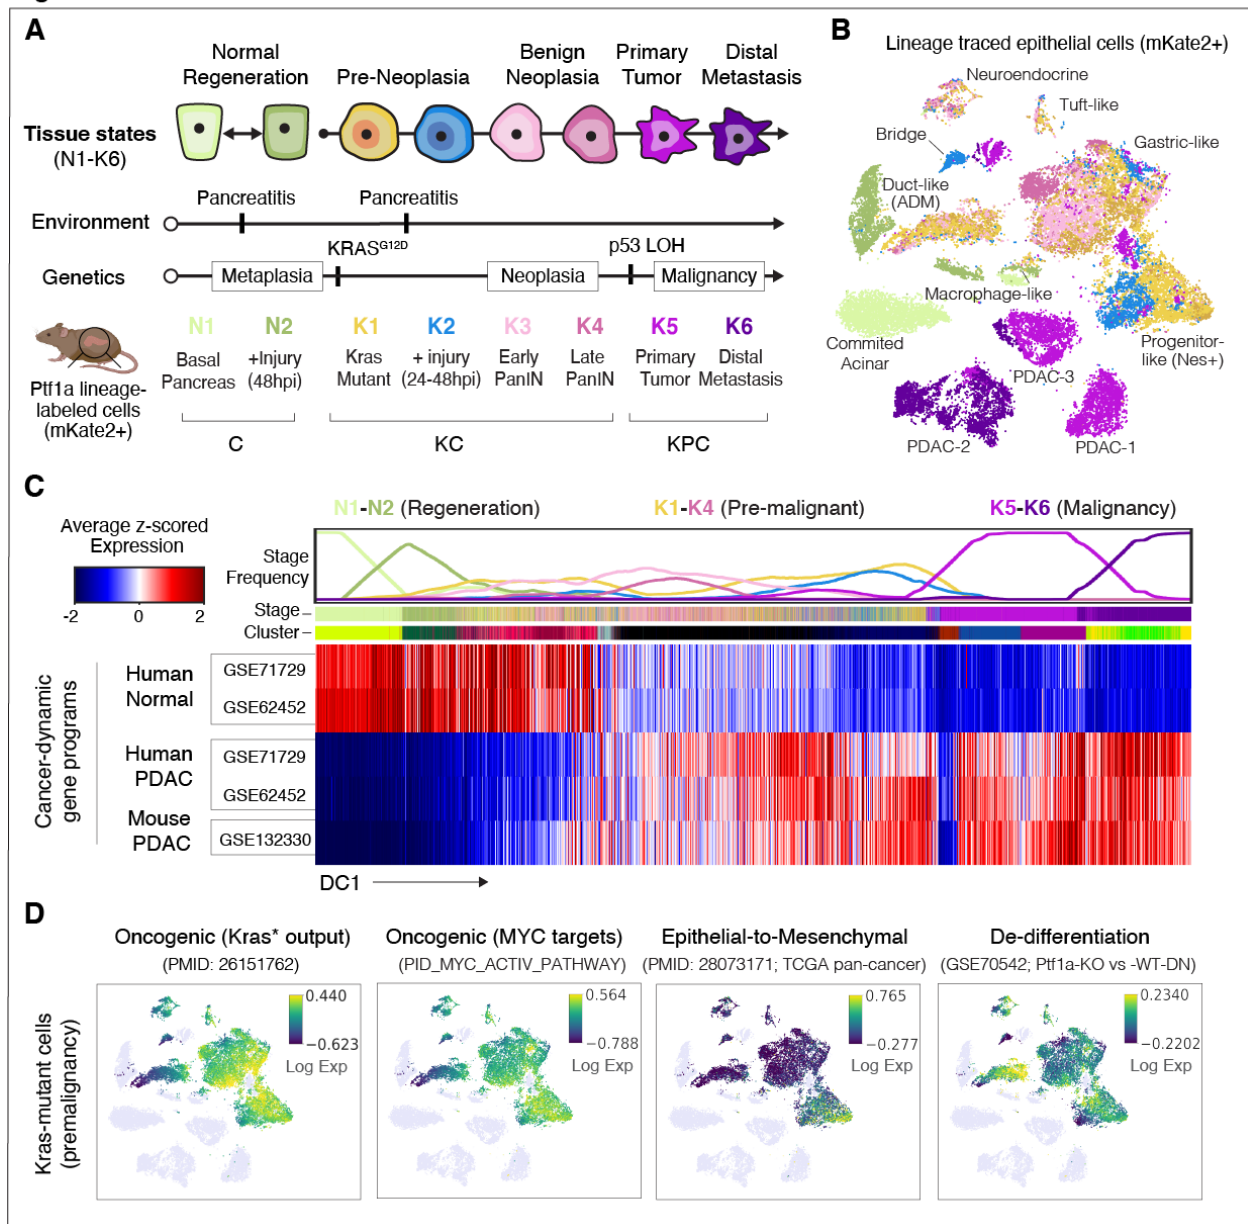 A
Normal
Regeneration
Pre-Neoplasia
Benign
Neoplasia
Primary
Tumor
Distal
Metastasis
Tissue states
(N1-K6)
Pancreatitis
Pancreatitis
Environment
KRASG12D
p53 LOH
Genetics
Metaplasia
Neoplasia
Malignancy
N1
N2
K1
K2
K3
K4
K5
K6
Basal
Pancreas
+Injury
(48hpi)
Kras
Mutant
+ injury
(24-48hpi)
Early
PanIN
Late
PanIN
Primary
Tumor
Distal
Metastasis
Ptf1a lineage-
labeled cells
(mKate2+)
C
KC
KPC
B
Lineage traced epithelial cells (mKate2+)
Neuroendocrine
Tuft-like
Bridge
Gastric-like
Duct-like
(ADM)
Macrophage-like
Commited
Acinar
Progenitor-
like (Nes+)
PDAC-3
PDAC-2
PDAC-1
C
N1-N2 (Regeneration)
K1-K4 (Pre-malignant)
K5-K6 (Malignancy)
Average z-scored
Expression
-2
0
2
Stage
Frequency
Stage
Cluster
Cancer-dynamic
gene programs
Human
Normal
GSE71729
GSE62452
Human
PDAC
GSE71729
GSE62452
Mouse
PDAC
GSE132330
DC1
D
Oncogenic (Kras* output)
(PMID: 26151762)
Oncogenic (MYC targets)
(PID_MYC_ACTIV_PATHWAY)
Epithelial-to-Mesenchymal
(PMID: 28073171; TCGA pan-cancer)
De-differentiation
(GSE70542; Ptf1a-KO vs -WT-DN)
Kras-mutant cells
(premalignancy)
0.440
−0.623
Log Exp
0.564
−0.788
Log Exp
0.765
−0.277
Log Exp
0.2340
−0.2202
Log Exp